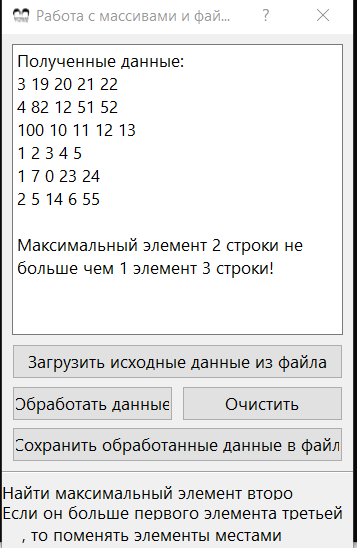 Работа с массивами и фай...
?
Полученные данные:
3 19 20 21 22
4 82 12 51 52
100 10 11 12 13
1 2 3 4 5
1 7 0 23 24
2 5 14 6 55
Максимальный элемент 2 строки не
больше чем 1 элемент 3 строки!
Загрузить исходные данные из файла
Обработать данные
Очистить
Сохранить обработанные данные в файл
Найти максимальный элемент второ
Если он больше первого элемента третьей
, то поменять элементы местами